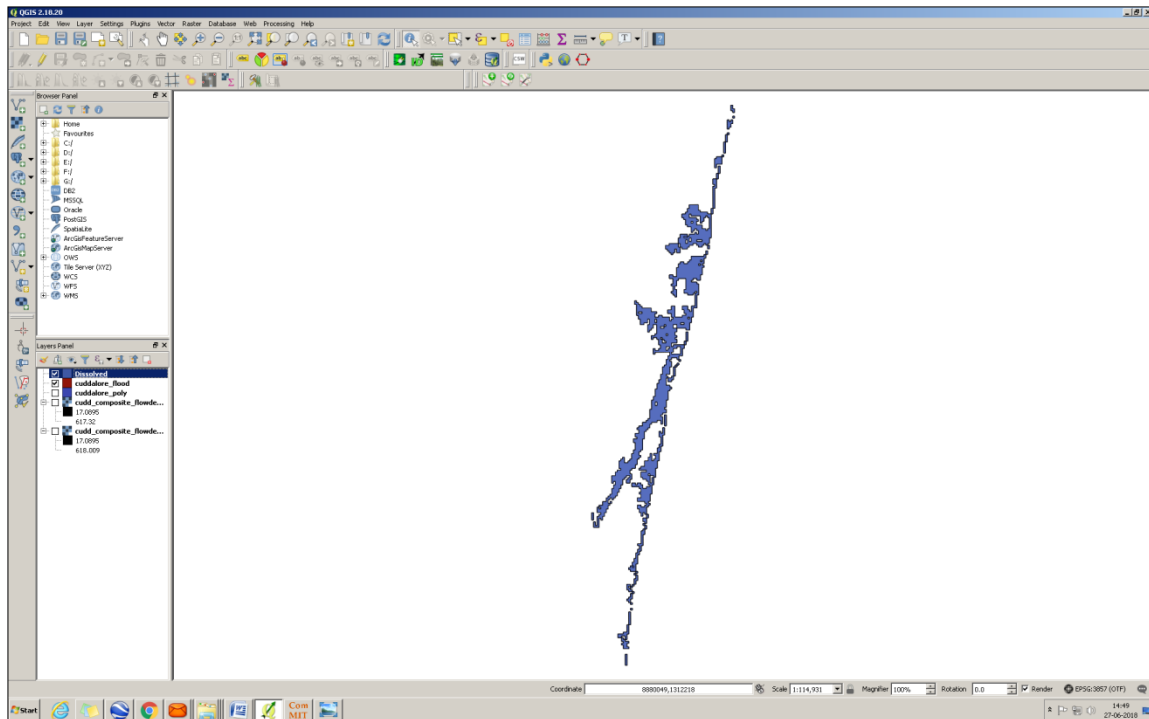 QGIS 2.18.20
Project Edit View Layer Settings Plugins Vector Raster Database Web Processing Help
Browser Panel
Home
Favourites
C:/
D:/
E:/
F:/
G:/
DB2
MSSQL
Oracle
PostGIS
SpatiaLite
ArcGisFeatureServer
ArcGisMapServer
OWS
Tile Server (XYZ)
WCS
WFS
WMS
Layers Panel
Dissolved
cuddalore_flood
cuddalore_poly
cudd_composite_flowde...
17.0895
617.32
cudd_composite_flowde...
17.0895
618.009
Coordinate 8880049,1312218 Scale 1:114,931 Magnifier 100% Rotation 0.0 Render EPSG:3857 (OTF)
Start Com MIT 14:49
27-06-2018